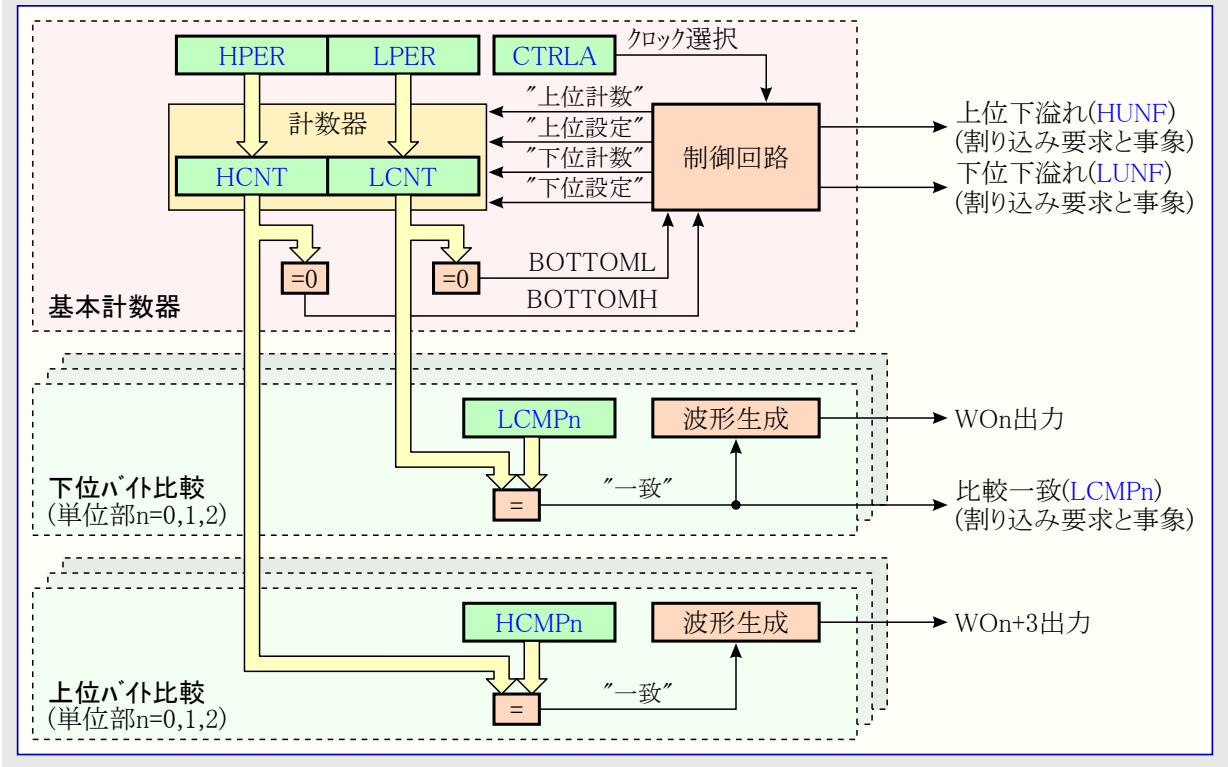 HPER
LPER
CTRLA
クロック選択
計数器
"上位計数"
"上位設定"
"下位計数"
"下位設定"
制御回路
上位下溢れ(HUNF)
(割り込み要求と事象)
下位下溢れ(LUNF)
(割り込み要求と事象)
HCNT
LCNT
=0
=0
BOTTOML
BOTTOMH
基本計数器
LCMPn
波形生成
WOn出力
下位バイト比較
(単位部n=0,1,2)
=
"一致"
比較一致(LCMPn)
(割り込み要求と事象)
HCMPn
波形生成
WOn+3出力
上位バイト比較
(単位部n=0,1,2)
=
"一致"